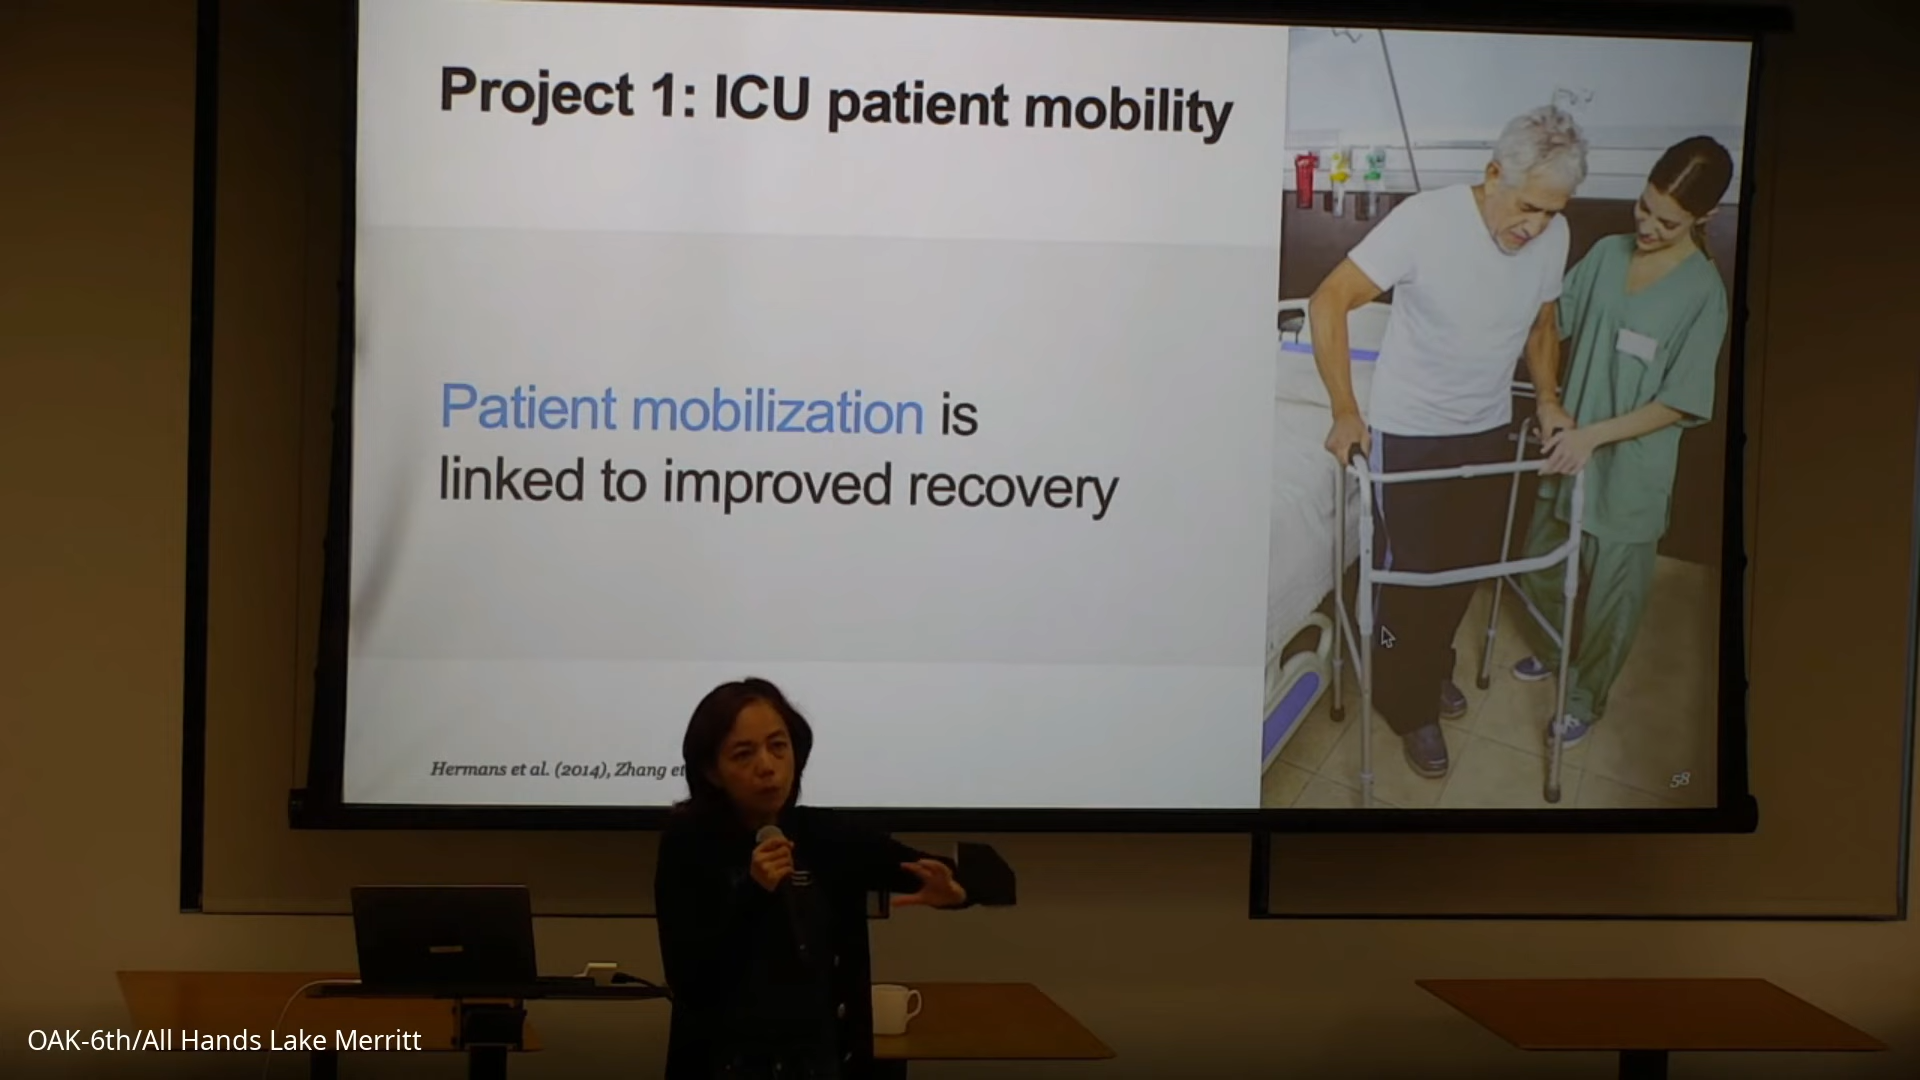 Project 1: ICU patient mobility
Patient mobilization is
linked to improved recovery
Hermans et al. (2014), Zhang et
58
OAK-6th/All Hands Lake Merritt